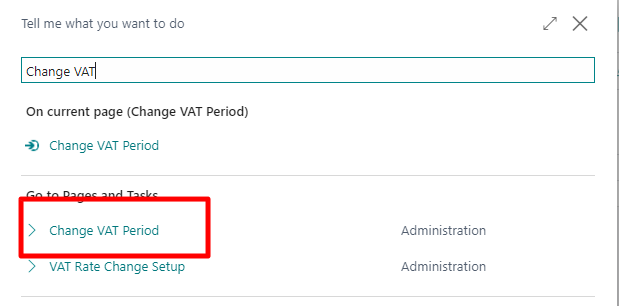 Tell me what you want to do
Change VAT
On current page (Change VAT Period)
Change VAT Period
Go to Pages and Tasks
Change VAT Period Administration
VAT Rate Change Setup Administration